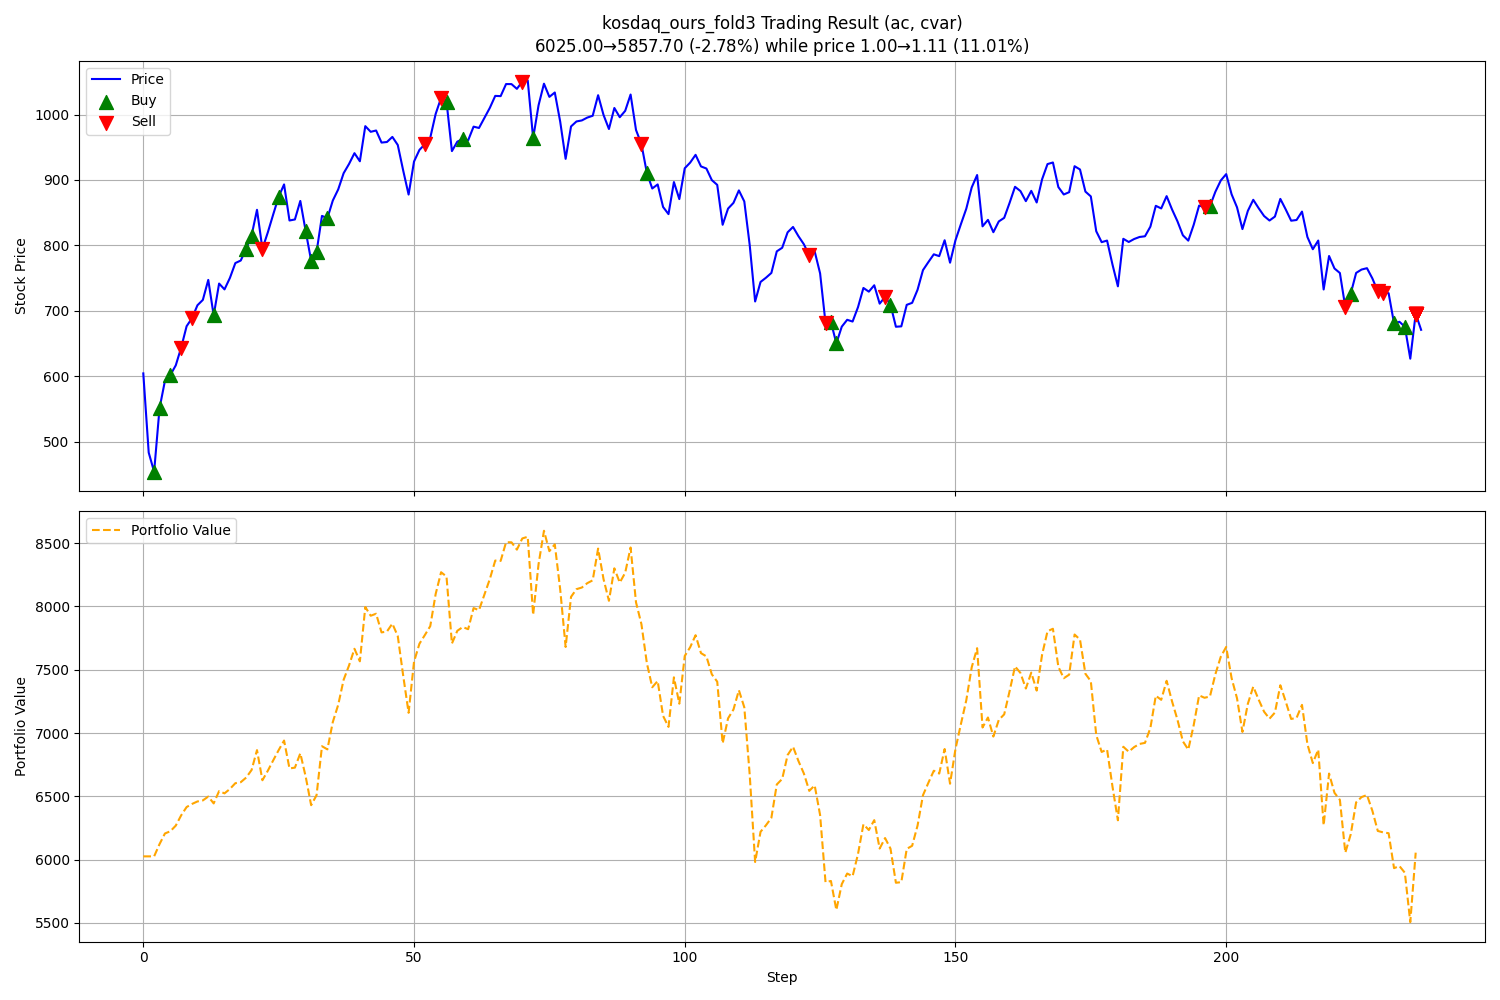 kosdaq_ours_fold3 Trading Result (ac, cvar)
6025.00→5857.70 (-2.78%) while price 1.00→1.11 (11.01%)
Price
Buy
Sell
Stock Price
1000
900
800
700
600
500
Portfolio Value
Portfolio Value
8500
8000
7500
7000
6500
6000
5500
0
50
100
150
200
Step